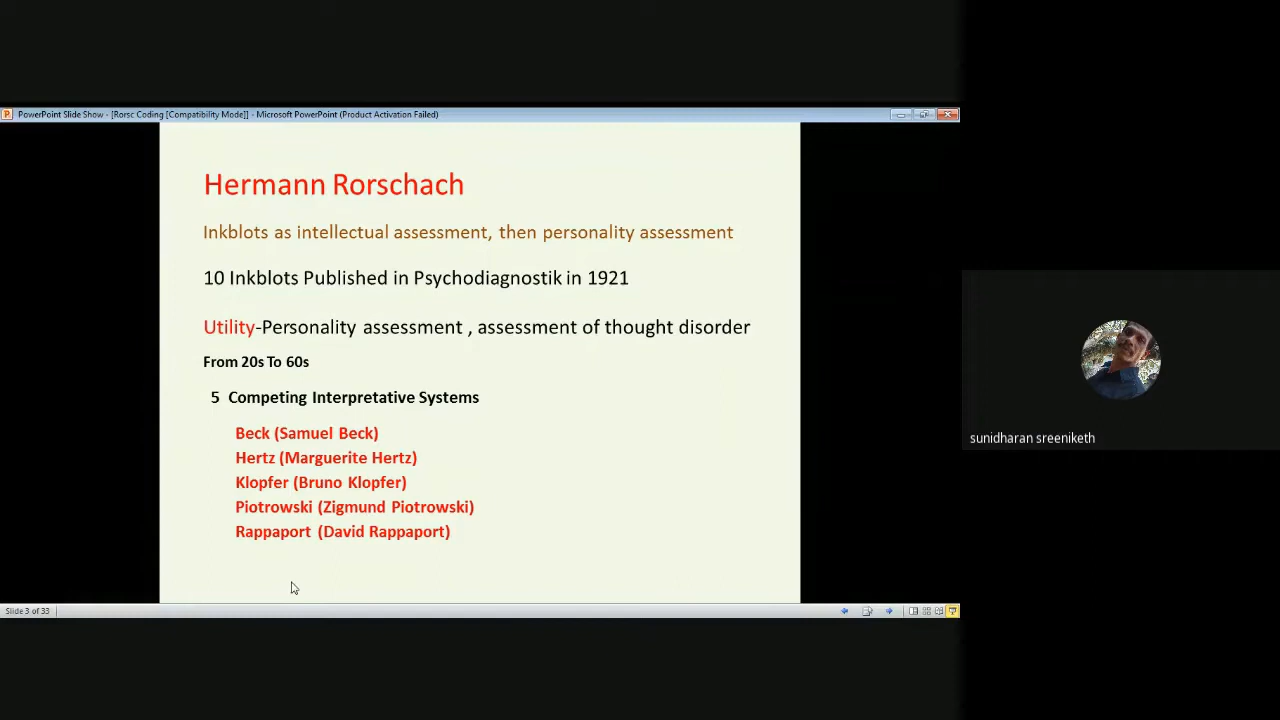 PowerPoint Slide Show - [Rorsc Coding [Compatibility Mode]] - Microsoft PowerPoint (Product Activation Failed)
Hermann Rorschach
Inkblots as intellectual assessment, then personality assessment
10 Inkblots Published in Psychodiagnostik in 1921
Utility-Personality assessment , assessment of thought disorder
From 20s To 60s
5 Competing Interpretative Systems
Beck (Samuel Beck)
Hertz (Marguerite Hertz)
Klopfer (Bruno Klopfer)
Piotrowski (Zigmund Piotrowski)
Rappaport (David Rappaport)
sunidharan sreeniketh
Slide 3 of 33